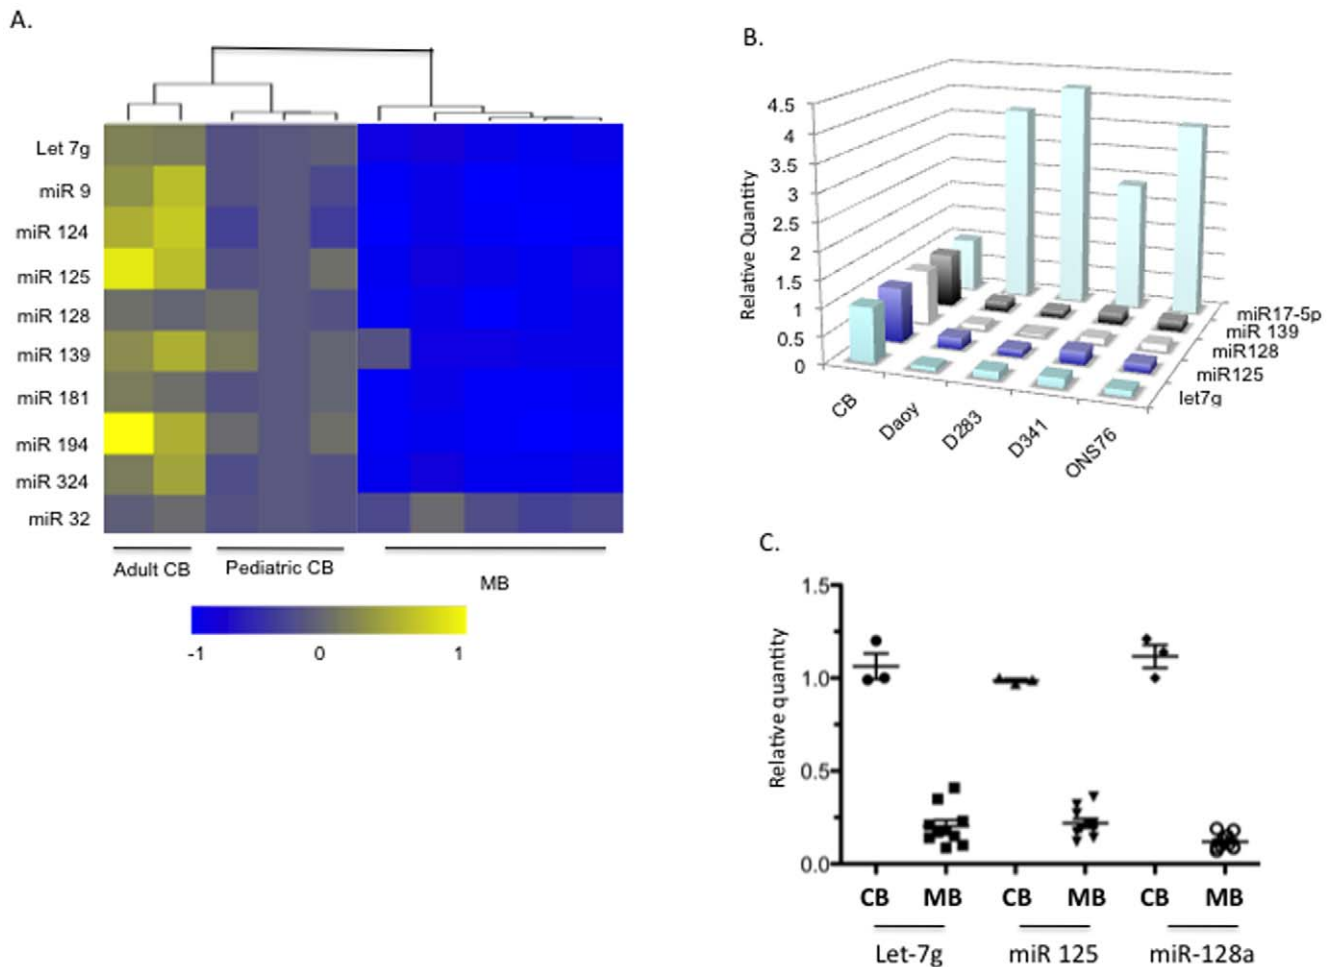 A.
Let 7g
miR 9
miR 124
miR 125
miR 128
miR 139
miR 181
miR 194
miR 324
miR 32
Adult CB
Pediatric CB
MB
-1
0
1
B.
Relative Quantity
4.5
4
3.5
3
2.5
2
1.5
1
0.5
0
CB
Daoy
D283
D341
ONS76
miR17-5p
miR 139
miR128
miR125
let7g
C.
Relative quantity
1.5
1.0
0.5
0.0
CB MB CB MB CB MB
Let-7g miR 125 miR-128a